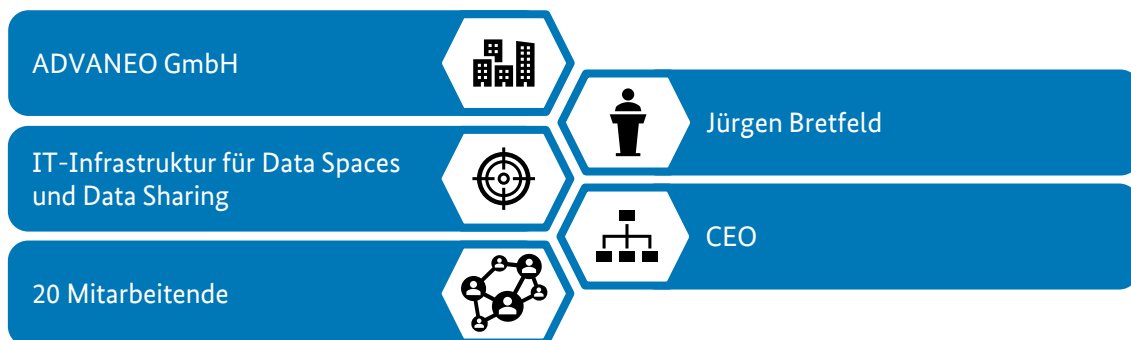 ADVANEO GmbH
IT-Infrastruktur für Data Spaces
und Data Sharing
20 Mitarbeitende
Jürgen Bretfeld
CEO